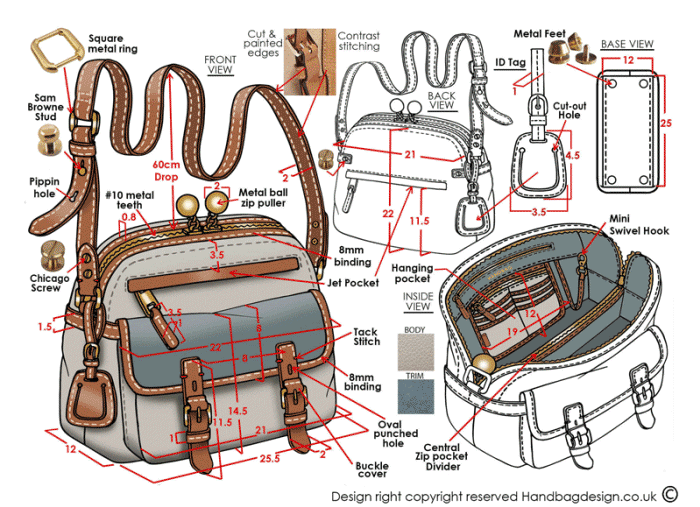 Square
metal ring
FRONT
VIEW
Cut &
painted
edges
Contrast
stitching
Metal Feet
BASE VIEW
ID Tag
12
1
Cut-out
Hole
25
4.5
3.5
Sam
Browne
Stud
BACK
VIEW
21
22
11.5
60cm
Drop
2
Pippin
hole
#10 metal
teeth
0.8
2
Metal ball
zip puller
3.5
8mm
binding
Jet Pocket
Chicago
Screw
1.5
3.5
Mini
Swivel Hook
Hanging
pocket
INSIDE
VIEW
12
19
BODY
TRIM
8
22
8
Tack
Stitch
8mm
binding
14.5
11.5
1
21
Oval
punched
hole
12
25.5
2
Buckle
cover
Central
Zip pocket
Divider
Design right copyright reserved Handbagdesign.co.uk ©